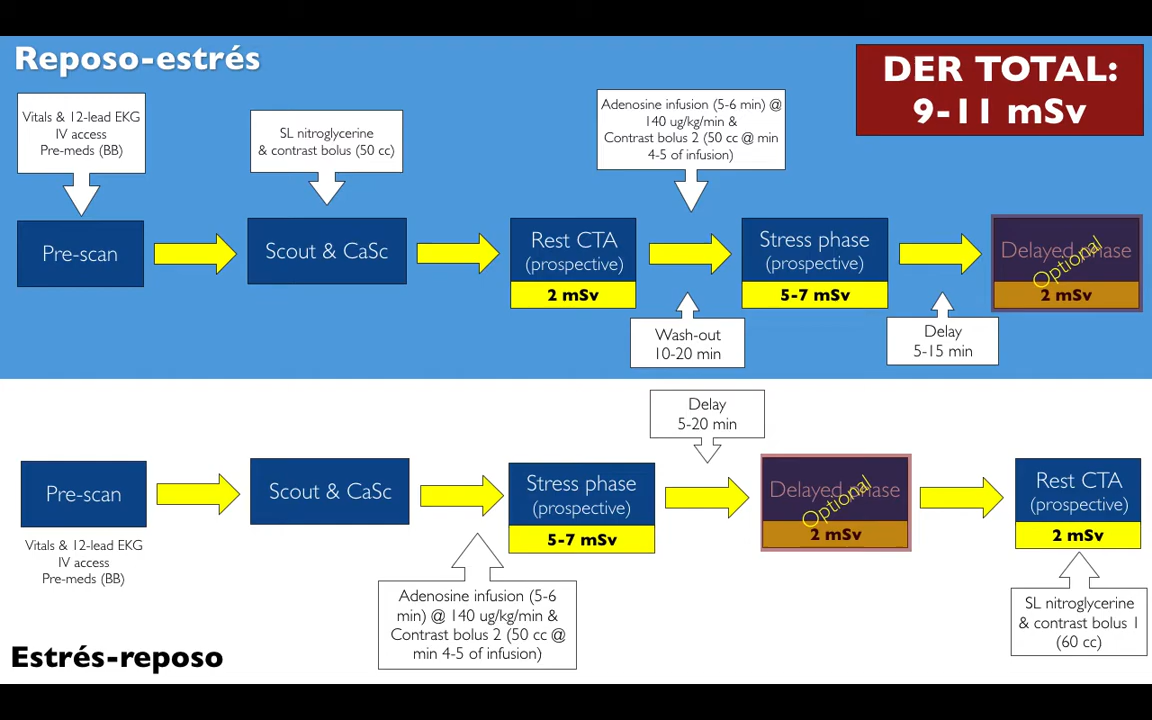 Reposo-estrés
DER TOTAL:
9-11 mSv
Vitals & 12-lead EKG
IV access
Pre-meds (BB)
SL nitroglycerine
& contrast bolus (50 cc)
Adenosine infusion (5-6 min) @
140 ug/kg/min &
Contrast bolus 2 (50 cc @ min
4-5 of infusion)
Pre-scan
Scout & CaSc
Rest CTA
(prospective)
2 mSv
Stress phase
(prospective)
5-7 mSv
Delayed phase
Optional
2 mSv
Wash-out
10-20 min
Delay
5-15 min
Delay
5-20 min
Pre-scan
Scout & CaSc
Stress phase
(prospective)
5-7 mSv
Delayed phase
Optional
2 mSv
Rest CTA
(prospective)
2 mSv
Vitals & 12-lead EKG
IV access
Pre-meds (BB)
Adenosine infusion (5-6
min) @ 140 ug/kg/min &
Contrast bolus 2 (50 cc @
min 4-5 of infusion)
SL nitroglycerine
& contrast bolus 1
(60 cc)
Estrés-reposo